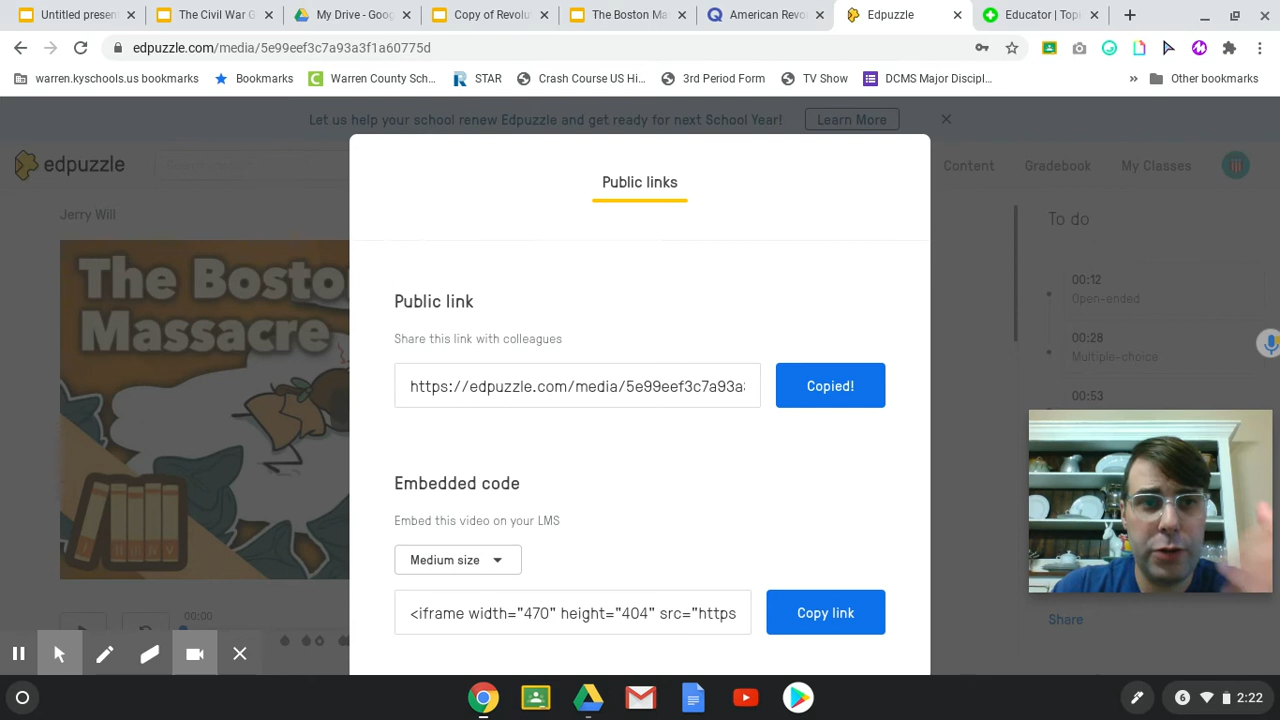 Untitled presen
The Civil War G
My Drive - Goog
Copy of Revolu
The Boston Ma
American Revol
Edpuzzle
Educator | Topi
edpuzzle.com/media/5e99eef3c7a93a3f1a60775d
warren.kyschools.us bookmarks
Bookmarks
Warren County Sch...
STAR
Crash Course US Hi...
3rd Period Form
TV Show
DCMS Major Discipl...
Other bookmarks
Let us help your school renew Edpuzzle and get ready for next School Year!
Learn More
edpuzzle
Content
Gradebook
My Classes
Public links
Jerry Will
To do
The Bosto
Massacre
00:12
Open-ended
Public link
Share this link with colleagues
00:28
Multiple-choice
https://edpuzzle.com/media/5e99eef3c7a93a
Copied!
00:53
Embedded code
Embed this video on your LMS
Medium size
<iframe width="470" height="404" src="https
Copy link
00:00
Share
6
2:22